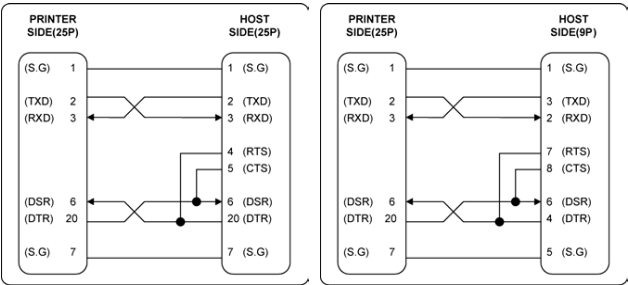 PRINTER
SIDE(25P)
HOST
SIDE(25P)
(S.G) 1
1 (S.G)
(TXD) 2
2 (TXD)
(RXD) 3
3 (RXD)
4 (RTS)
5 (CTS)
(DSR) 6
6 (DSR)
(DTR) 20
20 (DTR)
(S.G) 7
7 (S.G)
PRINTER
SIDE(25P)
HOST
SIDE(9P)
(S.G) 1
1 (S.G)
(TXD) 2
3 (TXD)
(RXD) 3
2 (RXD)
7 (RTS)
8 (CTS)
(DSR) 6
6 (DSR)
(DTR) 20
4 (DTR)
(S.G) 7
5 (S.G)